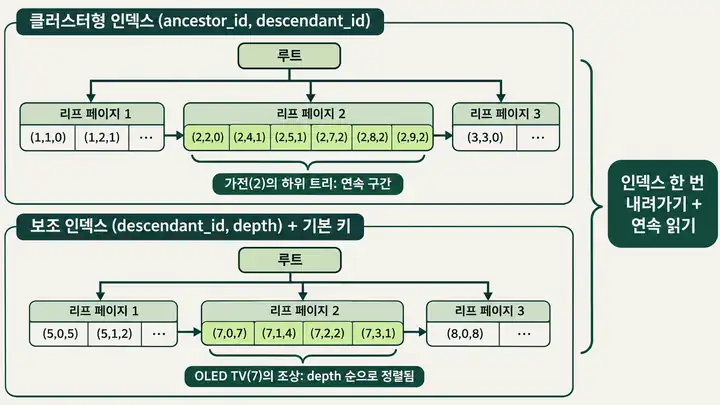 클러스터형 인덱스 (ancestor_id, descendant_id)
루트
리프 페이지 1
리프 페이지 2
리프 페이지 3
(1,1,0) (1,2,1) ⋯
(2,2,0) (2,4,1) (2,5,1) (2,7,2) (2,8,2) (2,9,2)
(3,3,0) ⋯
가전(2)의 하위 트리: 연속 구간
보조 인덱스 (descendant_id, depth) + 기본 키
루트
리프 페이지 1
리프 페이지 2
리프 페이지 3
(5,0,5) (5,1,2) ⋯
(7,0,7) (7,1,4) (7,2,2) (7,3,1)
(8,0,8) ⋯
OLED TV(7)의 조상: depth 순으로 정렬됨
인덱스 한 번
내려가기 +
연속 읽기